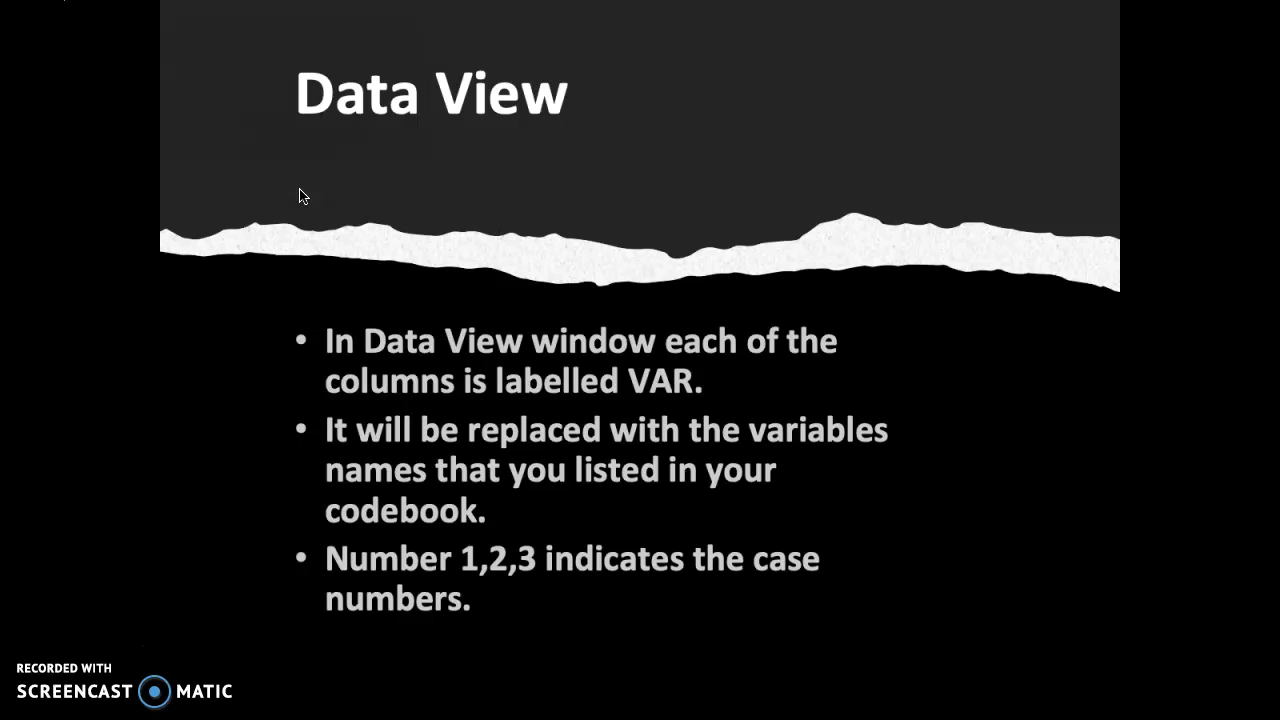 Data View
• In Data View window each of the
columns is labelled VAR.
• It will be replaced with the variables
names that you listed in your
codebook.
• Number 1,2,3 indicates the case
numbers.
RECORDED WITH
SCREENCAST MATIC